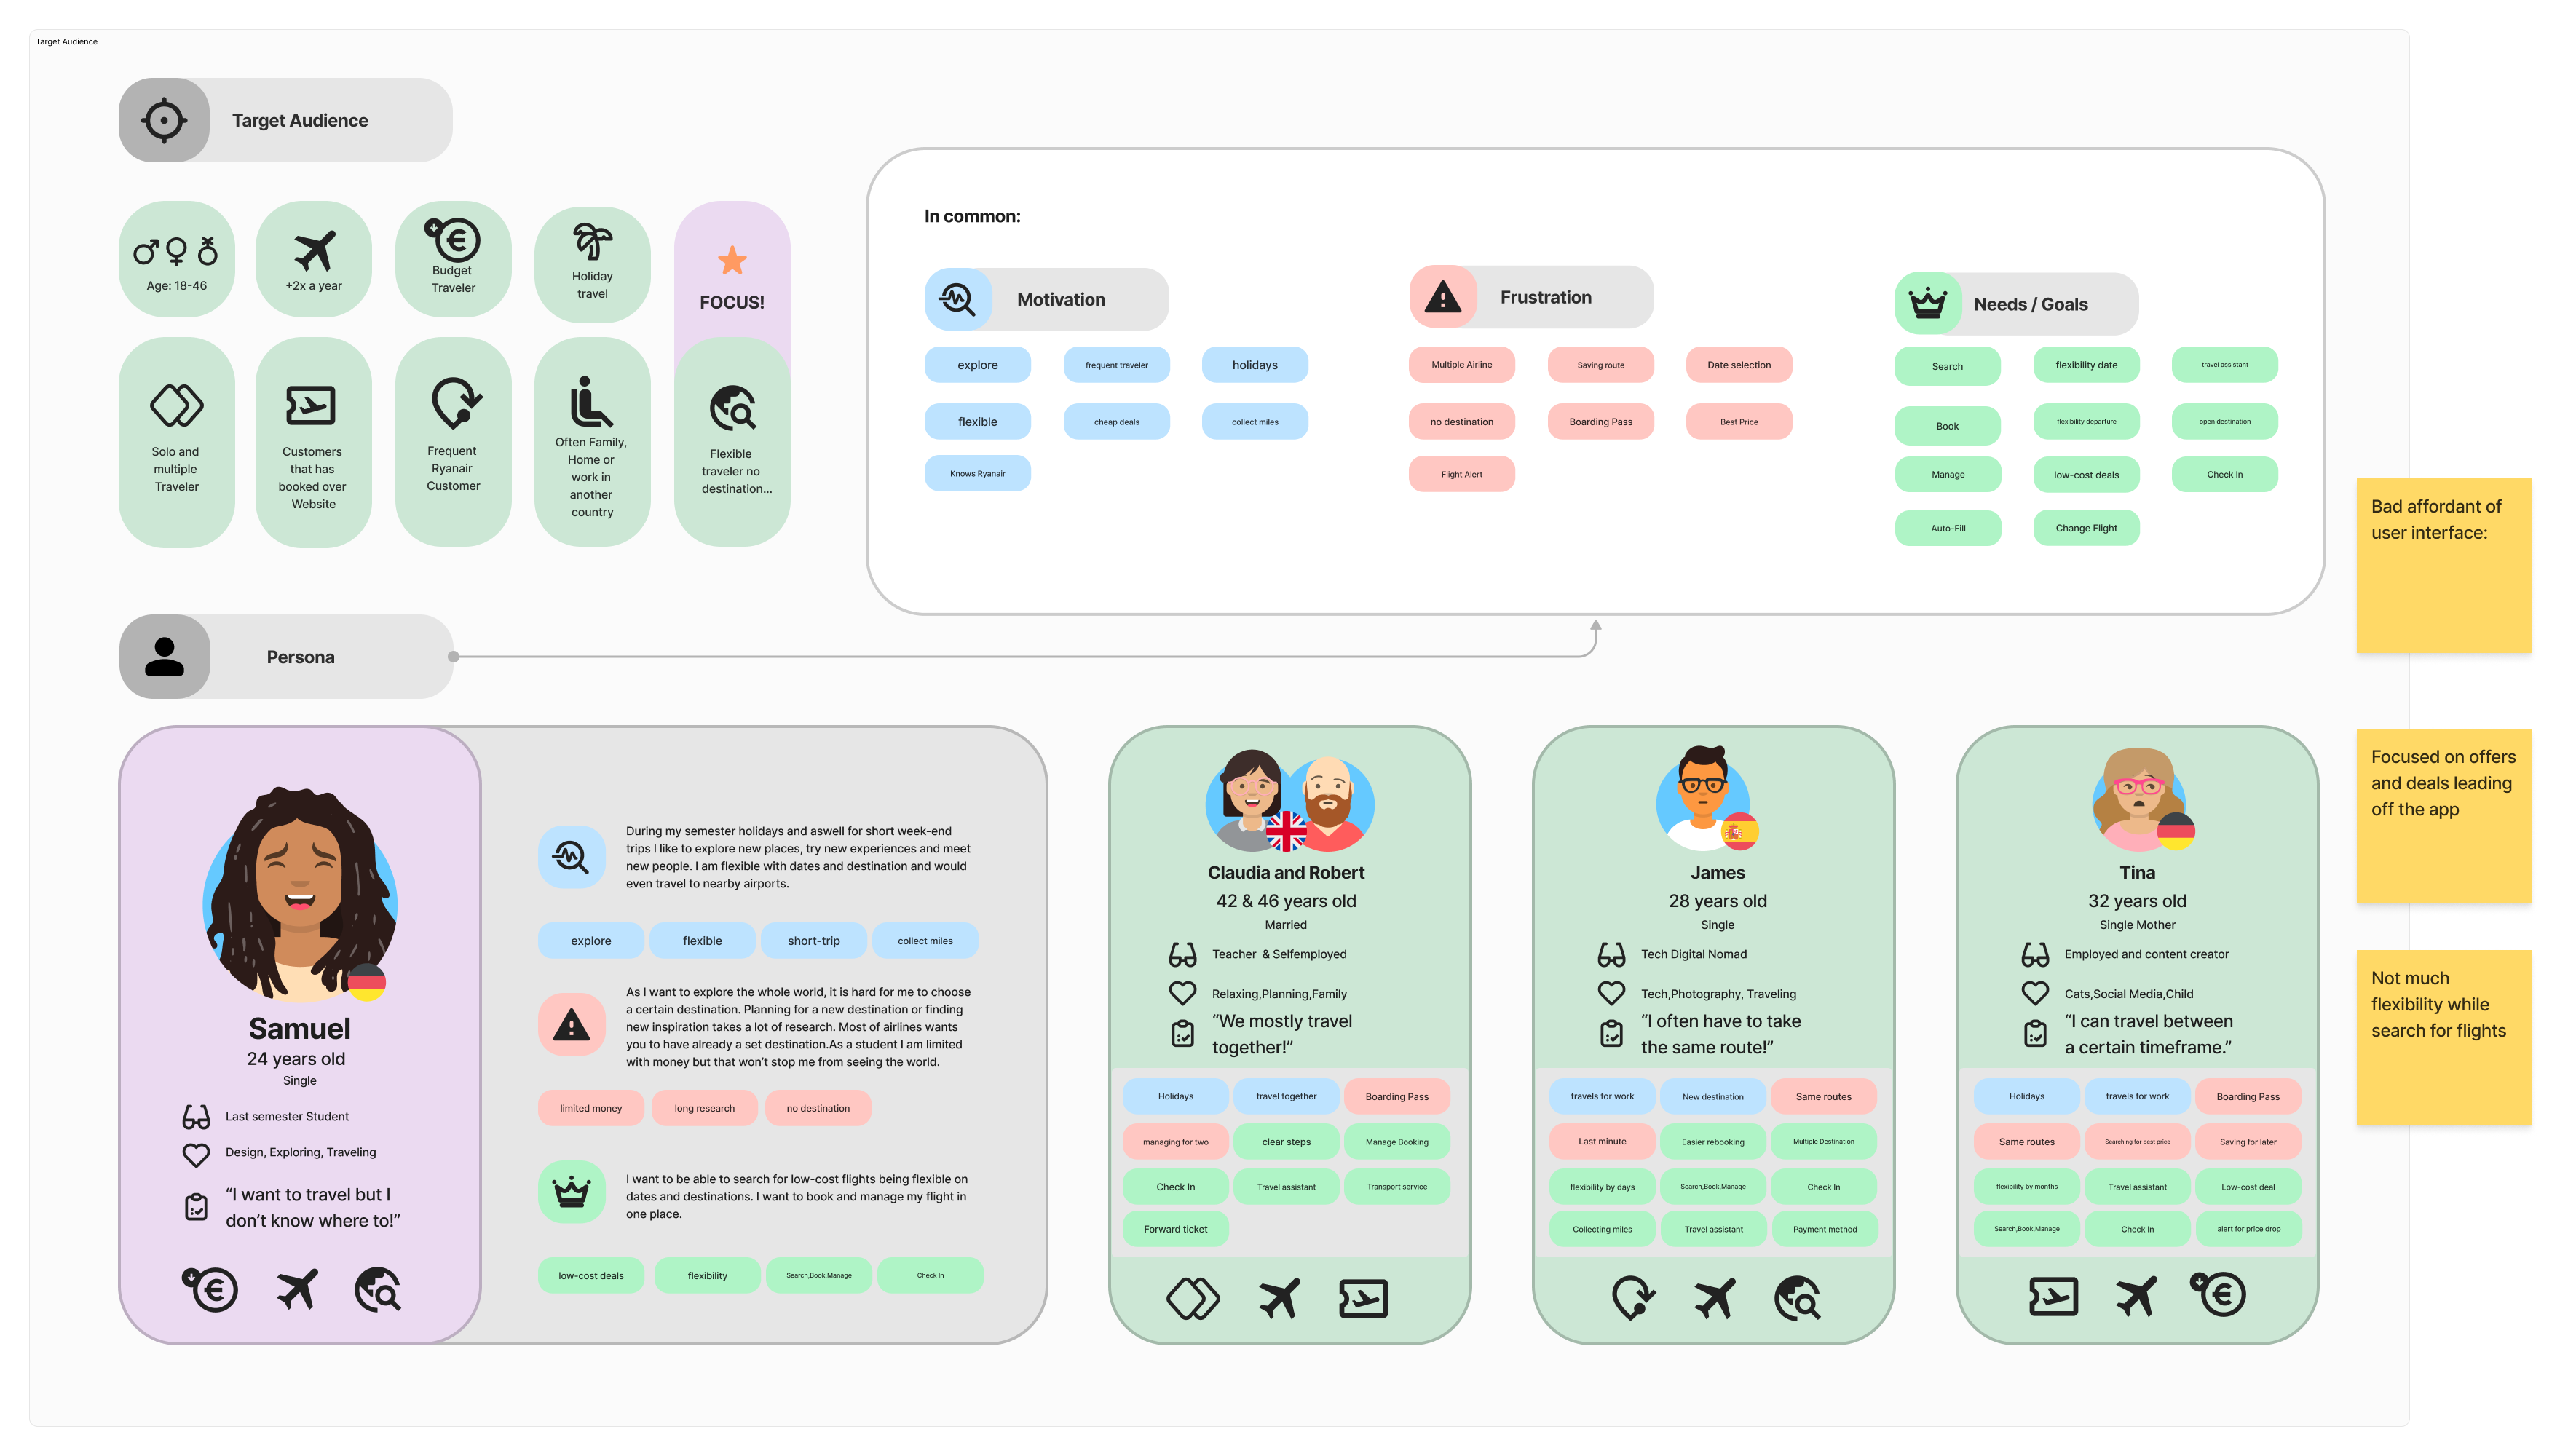 Target Audience
Target Audience
Age: 18-46
+2x a year
Budget
Traveler
Holiday
travel
FOCUS!
Solo and
multiple
Traveler
Customers
that has
booked over
Website
Frequent
Ryanair
Customer
Often Family,
Home or
work in
another
country
Flexible
traveler no
destination...
In common:
Motivation
explore
frequent traveler
holidays
flexible
cheap deals
collect miles
Knows Ryanair
Frustration
Multiple Airline
Saving route
Date selection
no destination
Boarding Pass
Best Price
Flight Alert
Needs / Goals
Search
flexibility date
travel assistant
Book
flexibility departure
open destination
Manage
low-cost deals
Check In
Auto-Fill
Change Flight
Bad affordant of
user interface:
Focused on offers
and deals leading
off the app
Not much
flexibility while
search for flights
Persona
Samuel
24 years old
Single
Last semester Student
Design, Exploring, Traveling
“I want to travel but I
don’t know where to!”
During my semester holidays and aswell for short week-end
trips I like to explore new places, try new experiences and meet
new people. I am flexible with dates and destination and would
even travel to nearby airports.
explore
flexible
short-trip
collect miles
As I want to explore the whole world, it is hard for me to choose
a certain destination. Planning for a new destination or finding
new inspiration takes a lot of research. Most of airlines wants
you to have already a set destination.As a student I am limited
with money but that won’t stop me from seeing the world.
limited money
long research
no destination
I want to be able to search for low-cost flights being flexible on
dates and destinations. I want to book and manage my flight in
one place.
low-cost deals
flexibility
Search,Book,Manage
Check In
Claudia and Robert
42 & 46 years old
Married
Teacher & Selfemployed
Relaxing,Planning,Family
“We mostly travel
together!”
Holidays
travel together
Boarding Pass
managing for two
clear steps
Manage Booking
Check In
Travel assistant
Transport service
Forward ticket
James
28 years old
Single
Tech Digital Nomad
Tech,Photography, Traveling
“I often have to take
the same route!”
travels for work
New destination
Same routes
Last minute
Easier rebooking
Multiple Destination
flexibility by days
Search,Book,Manage
Check In
Collecting miles
Travel assistant
Payment method
Tina
32 years old
Single Mother
Employed and content creator
Cats,Social Media,Child
“I can travel between
a certain timeframe.”
Holidays
travels for work
Boarding Pass
Same routes
Searching for best price
Saving for later
flexibility by months
Travel assistant
Low-cost deal
Search,Book,Manage
Check In
alert for price drop